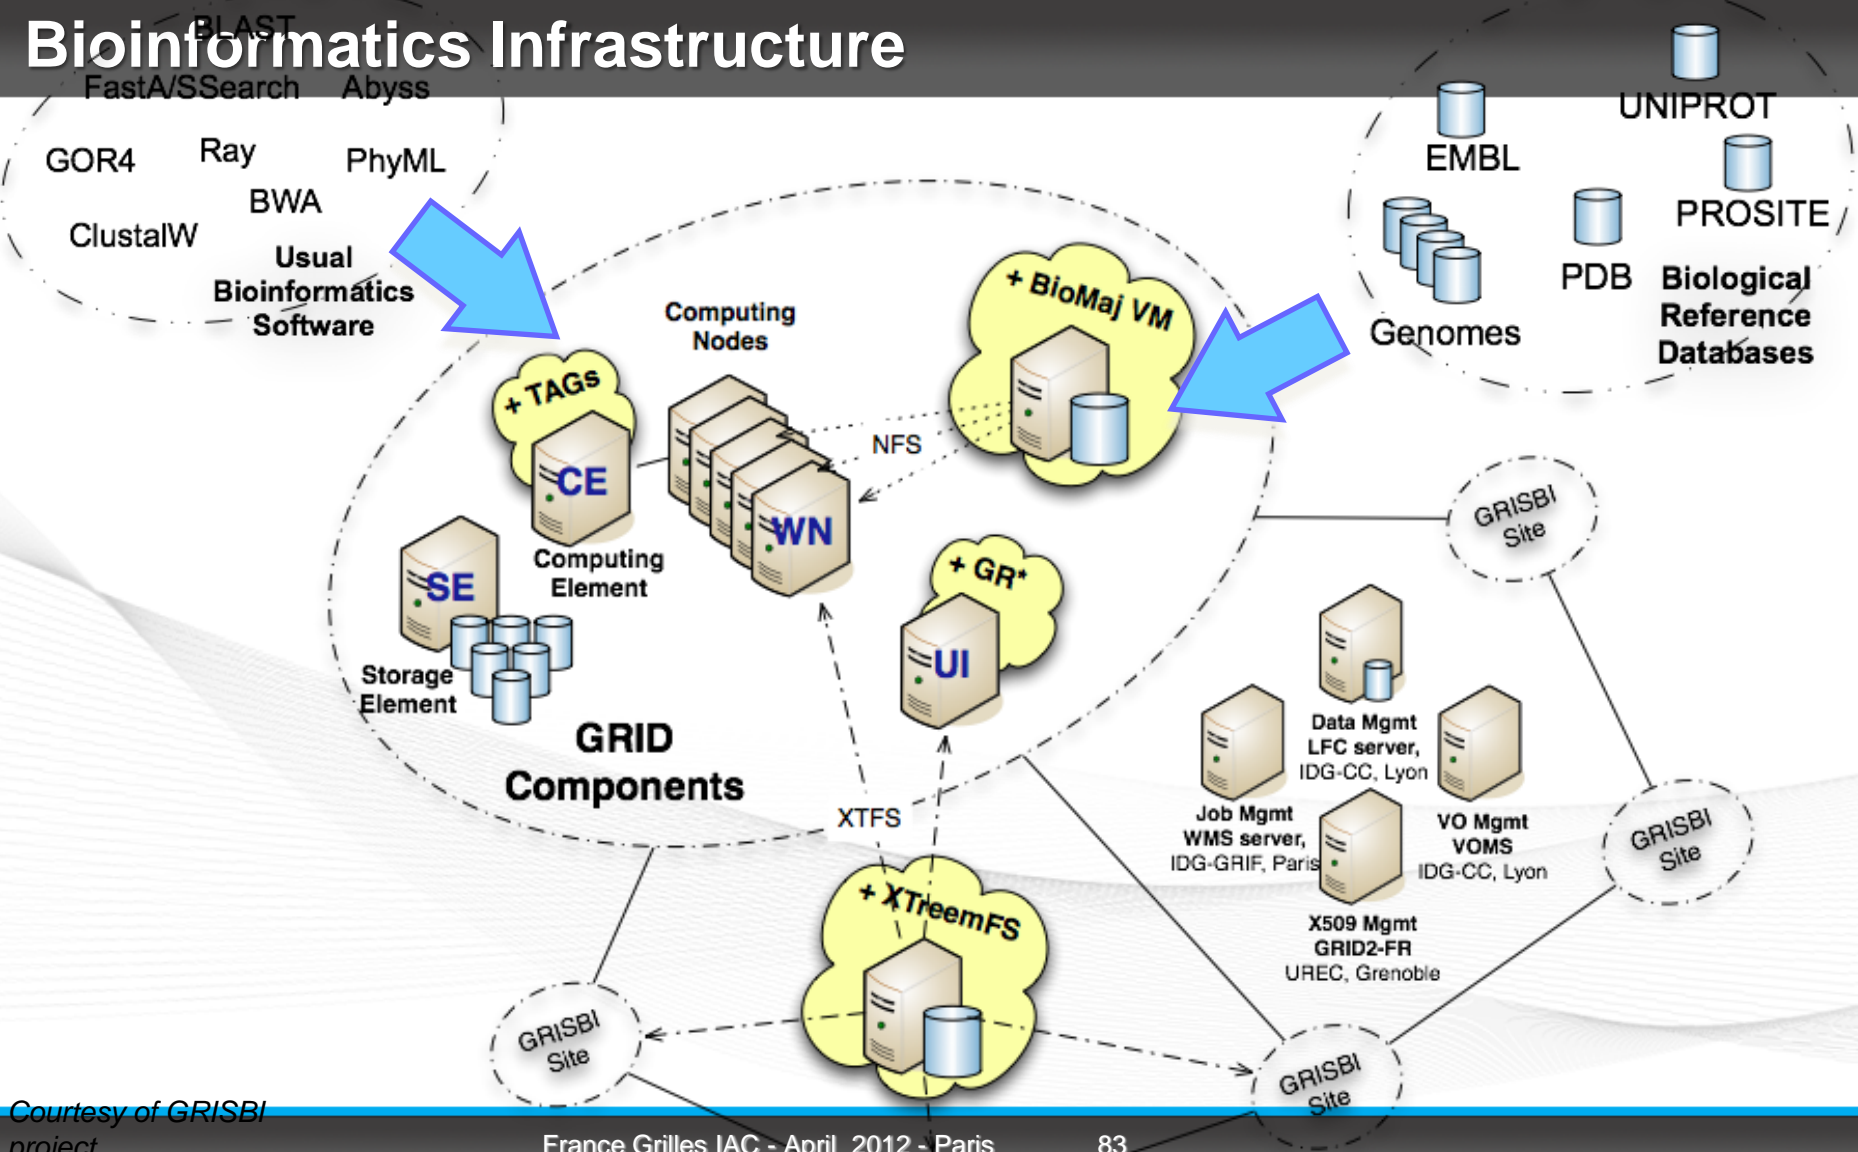 Bioinformatics Infrastructure
BLAST
FastA/SSearch
Abyss
GOR4
Ray
PhyML
BWA
ClustalW
Usual
Bioinformatics
Software
UNIPROT
EMBL
PROSITE
PDB
Genomes
Biological
Reference
Databases
+ BioMaj VM
Computing
Nodes
+ TAGs
CE
NFS
WN
Computing
Element
SE
Storage
Element
+ GR*
UI
GRID
Components
XTFS
+ XTreemFS
GRISBI
Site
Data Mgmt
LFC server,
IDG-CC, Lyon
Job Mgmt
WMS server,
IDG-GRIF, Paris
VO Mgmt
VOMS
IDG-CC, Lyon
X509 Mgmt
GRID2-FR
UREC, Grenoble
GRISBI
Site
GRISBI
Site
GRISBI
Site
Courtesy of GRISBI
project
France Grilles IAC - April 2012 - Paris
83